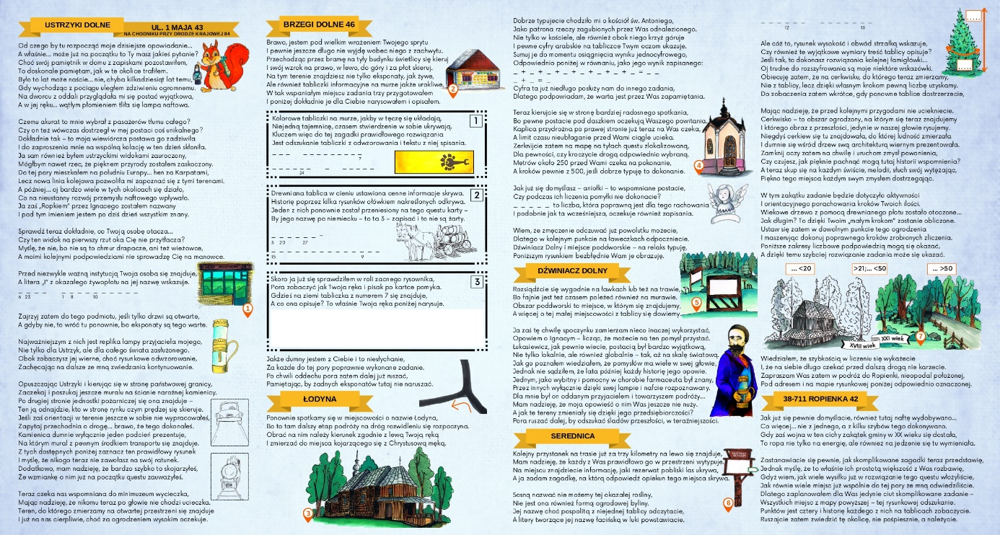 USTRZYKI DOLNE
UL. 1 MAJA 43
NA CHODNIKU PRZY DRODZE KRAJOWEJ 84
Od czego by tu rozpocząć moje dzisiejsze opowiadanie...
A właśnie... może już na początku to Ty masz jakieś pytanie?
Choć swój pamiętnik w domu z zapiskami pozostawiłem,
To doskonale pamiętam, jak w te okolice trafiłem.
Było to lat może naście... nie, chyba kilkadziesiąt lat temu,
Gdy wychodząc z pociągu uległem zdziwieniu ogromnemu.
Na dworcu z oddali przyglądała mi się postać wyjątkowa,
A w jej ręku... wątłym płomieniem tliła się lampa naftowa.
Czemu akurat to mnie wybrał z pasażerów tłumu całego?
Czy on też wówczas dostrzegł w mej postaci coś unikalnego?
Dokładnie tak – to moja wiewiórcza postawa go zadziwiła
I do zaproszenia mnie na wspólną kolację w ten dzień skłoniła.
Ja sam również byłem ustrzyckimi widokami zauroczony,
Mógłbym nawet rzec, że pięknem przyrody zostałem zaskoczony.
Do tej pory mieszkałem na południu Europy... hen za Karpatami,
Lecz nowa linia kolejowa pozwoliła mi zapoznać się z tymi terenami.
A później... oj bardzo wiele w tych okolicach się działo,
Co na nieustanny rozwój przemysłu naftowego wpływało.
Ja zaś „Ropkiem” przez Ignacego zostałem nazwany
I pod tym imieniem jestem po dziś dzień wszystkim znany.
Sprawdź teraz dokładnie, co Twoją osobę otacza...
Czy ten widok na pierwszy rzut oka Cię nie przytłacza?
Myślę, że nie, bo nie są to chmur drapacze, ani też wieżowce,
A moimi kolejnymi podpowiedziami nie sprowadzę Cię na manowce.
Przed niezwykle ważną instytucją Twoja osoba się znajduje,
A litera „I” z okazałego żywopłotu na jej nazwę wskazuje.
6 23 1 8 10
1
Zajrzyj zatem do tego podmiotu, jeśli tylko drzwi są otwarte,
A gdyby nie, to wróć tu ponownie, bo eksponaty są tego warte.
Najważniejszym z nich jest replika lampy przyjaciela mojego,
Nie tylko dla Ustrzyk, ale dla całego świata zasłużonego.
Obok zobaczysz jej wierne, choć rysunkowe odwzorowanie,
Zachęcając na dalsze ze mną zwiedzania kontynuowanie.
Opuszczając Ustrzyki i kierując się w stronę państwowej granicy,
Zaczekaj i poszukaj jeszcze muralu na ścianie narożnej kamienicy.
Po drugiej stronie jednostki pożarniczej się ona znajduje –
Ten ją odnajdzie, kto w stronę rynku czym prędzej się skieruje.
Jeśli zaś orientacji w terenie jeszcze w sobie nie wypracowałeś,
Zapytaj przechodnia o drogę... brawo, że tego dokonałeś.
Kamienica dumnie wyłącznie jeden podcień prezentuje,
Na którym mural z pewnym środkiem transportu się znajduje.
Z tych dostępnych poniżej zaznacz ten prawidłowy rysunek
I myślę, że nikogo teraz nie zawołasz na swój ratunek.
Dodatkowo, mam nadzieję, że bardzo szybko to skojarzyłeś,
Że wzmiankę o nim już na początku questu zauważyłeś.
Teraz czeka nas wspomniana do minimuzeum wycieczka,
Mając nadzieję, że nikomu teraz po głowie nie chodzi ucieczka.
Teren, do którego zmierzamy na otwartej przestrzeni się znajduje
I już na nas cierpliwie, choć za ogrodzeniem wysokim oczekuje.
BRZEGI DOLNE 46
Brawo, jestem pod wielkim wrażeniem Twojego sprytu
I pewnie jeszcze długo nie wyjdę wobec niego z zachwytu.
Przechodząc przez bramę na tyły budynku świetlicy się kieruj
I swój wzrok na prawo, w lewo, do góry i za płot skieruj.
Na tym terenie znajdziesz nie tylko eksponaty, jak żywe,
Ale również tabliczki informacyjne na murze jakże urokliwe.
W tak wspaniałym miejscu zadania trzy przygotowałem
I poniżej dokładnie je dla Ciebie narysowałem i opisałem.
2
Kolorowe tabliczki na murze, jakby w tęczę się układają,
Niejedną tajemnicę, czasem stwierdzenie w sobie ukrywają.
Kluczem więc do tej zagadki prawidłowego rozwiązania
Jest odszukanie tabliczki z odwzorowania i tekstu z niej spisania.
1
7
24
Drewniana tablica w cieniu ustawiona cenne informacje skrywa.
Historię poprzez kilka rysunków ołówkiem nakreślonych odkrywa.
Jeden z nich ponownie został przeniesiony na tego questu karty –
By jego nazwę po niemiecku – to ta 3 – zapisać i to nie są żarty.
2
3 20 27
15 9
Skoro ja już się sprawdziłem w roli zacnego rysownika,
Pora zobaczyć jak Twoja ręka i pisak po kartce pomyka.
Gdzieś na ziemi tabliczka z numerem 7 się znajduje,
A co ona opisuje? To właśnie Twoja ręka poniżej narysuje.
3
Jakże dumny jestem z Ciebie i to niesłychanie,
Za każde do tej pory poprawnie wykonane zadanie.
Po chwili oddechu pora zatem dalej już ruszać,
Pamiętając, by żadnych eksponatów tutaj nie naruszać.
ŁODYNA
Ponownie spotkamy się w miejscowości o nazwie Łodyna,
Bo to tam dalszy etap podróży na dróg rozwidleniu się rozpoczyna.
Obrać na nim należy kierunek zgodnie z lewą Twoją ręką
I zmierzać do miejsca kojarzącego się z Chrystusową męką.
3
Dobrze typujecie chodziło mi o kościół św. Antoniego,
Jako patrona rzeczy zagubionych przez Was odnalezionego.
Nie tylko w kościele, ale również obok niego krzyż góruje
I pewne cyfry arabskie na tabliczce Twym oczom ukazuje.
Sumuj je do momentu osiągnięcia wyniku jednocyfrowego,
Odpowiednio poniżej w równaniu, jako jego wynik zapisanego:
_ + _ + _ + _ + _ + _ + _ + _ = _ _
_ + _ = _
Cyfra ta już niedługo posłuży nam do innego zadania,
Dlatego podpowiadam, że warta jest przez Was zapamiętania.
Teraz kierujcie się w stronę bardziej radosnego spotkania,
Bo pewne postacie pod daszkiem oczekują Waszego powitania.
Kaplica przydrożna po prawej stronie już teraz na Was czeka,
A limit czasu nieubłaganie przed Wami ciągle ucieka.
Zerknijcie zatem na mapę na tyłach questu zlokalizowaną,
Dla pewności, czy kroczycie drogą odpowiednio wybraną.
Metrów około 250 przed Wami czeka na pokonanie,
A kroków pewnie z 500, jeśli dobrze typuję to dokonanie.
4
Jak już się domyślasz – aniołki – to wspomniane postacie,
Czy podczas ich liczenia pomyłki nie dokonacie?
_ _ _ _ _ to liczba, która poprawną jest dla tego rachowania
I podobnie jak ta wcześniejsza, oczekuje również zapisania.
Wiem, że zmęczenie odczuwać już powolutku możecie,
Dlatego w kolejnym punkcie na ławeczkach odpoczniecie.
Dźwiniacz Dolny i miejsce poddworskie – na relaks typuję,
Poniższym rysunkiem bezbłędnie Wam je obrazuję.
DŹWINIACZ DOLNY
Rozsiądźcie się wygodnie na ławkach lub też na trawie,
Bo fajnie jest też czasem poleżeć również na murawie.
Obszar poddworski to miejsce, w którym się znajdujemy,
A więcej o tej małej miejscowości z tablicy się dowiemy.
5
Ja zaś tę chwilę spoczynku zamierzam nieco inaczej wykorzystać,
Opowiem o Ignacym – licząc, że możecie na ten pomysł przystać.
Łukasiewicz, jak pewnie wiecie, postacią był bardzo wyjątkową,
Nie tylko lokalnie, ale również globalnie – tak, aż na skalę światową.
Jak go poznałem wiedziałem, że pomysłów ma wiele w swej głowie,
Jednak nie sądziłem, że lata później każdy historię jego opowie.
Jednym, jako wybitny i pomocny w chorobie farmaceuta był znany,
Przez innych wyłącznie dzięki swej lampie i nafcie rozpoznawany.
Dla mnie był on oddanym przyjacielem i towarzyszem podróży...
Mam nadzieję, że moja opowieść o nim Was jeszcze nie nuży.
A jak te tereny zmieniały się dzięki jego przedsiębiorczości?
Pora ruszać dalej, by odszukać śladów przeszłości, w teraźniejszości.
SEREDNICA
Kolejny przystanek na trasie już za trzy kilometry na lewo się znajduje,
Mam nadzieję, że każdy z Was prawidłowo go w przestrzeni wytypuje.
Na miejscu znajdziecie informację, jaki rezerwat pobliski las ukrywa,
A ja zadam zagadkę, na którą odpowiedź opiekun tego miejsca skrywa.
Sosną nazwać nie możemy tej okazałej rośliny,
Nie jest ona również formą ogrodowej byliny.
Jej nazwę choć pospolitą z niejednej tablicy odczytacie,
A litery tworzące jej nazwę łacińską w luki powstawiacie.
6
12 13
Ale cóż to, rysunek wysokość i obwód strzałką wskazuje,
Czy również te wyjątkowe wymiary treść tablicy opisuje?
Jeśli tak, to dokonasz rozwiązania kolejnej łamigłówki...
Oj trudne do rozszyfrowania są moje niektóre wskazówki.
Obiecuję zatem, że na cerkwisku, do którego teraz zmierzamy,
Nie z tablicy, lecz dzięki własnym krokom pewną liczbę uzyskamy.
Do zobaczenia zatem wkrótce, gdy ponowne tablice dostrzerzecie,
Mając nadzieję, że przed kolejnymi przygodami nie uciekniecie.
Cerkwisko – to obszar ogrodzony, na którym się teraz znajdujemy
I którego obraz z przeszłości, jedynie w naszej głowie rysujemy.
Niegdyś cerkiew się tu znajdowała, do której ludność zmierzała
I dumnie się wśród drzew swą architekturą wiernym prezentowała.
Zamknij oczy zatem na chwilę i uruchom zmysł powonienia,
Czy czujesz, jak pięknie pachnąć mogą tutaj historii wspomnienia?
A teraz skup się na każdym świście, melodii, słuch swój wytężając,
Piękno tego miejsca każdym swym zmysłem dostrzegając.
W tym zakątku zadanie będzie dotyczyło aktywności
I orientacyjnego porachowania kroków Twoich ilości.
Wiekowe drzewo z pomocą drewnianego płotu zostało otoczone...
Jak długim? To dzięki Twoim „małym krokom” zostanie obliczone.
Ustaw się zatem w dowolnym punkcie tego ogrodzenia
I maszerując dokonuj poprawnego kroków zrobionych zliczenia.
Poniższe zakresy liczbowe podpowiedzią mogą się okazać,
A dzięki temu szybciej rozwiązanie zadania może się ukazać.
... <20
>21;... <50
... >50
XVIII wiek
XXI wiek
7
Wiedziałem, że szybkością w liczeniu się wykażecie
I, że na siebie długo czekać przed dalszą drogą nie karzecie.
Zapraszam Was zatem w podróż do Ropienki, nieopodal położonej,
Pod adresem i na mapie rysunkowej poniżej odpowiednio oznaczonej.
38-711 ROPIENKA 42
Jak już się pewnie domyślacie, również tutaj naftę wydobywano...
Co więcej... nie z jednego, a z kilku szybów tego dokonywano.
Gdy zaś wojna w ten cichy zakątek gminy w XX wieku się dostała,
To ropa nie tylko na energię, ale również na jedzenie się tu wymieniała.
Zastanawiacie się pewnie, jak skomplikowane zagadki teraz przedstawię,
Jednak myślę, że to właśnie ich prostotą większość z Was rozbawię,
Gdyż wiem, jak wiele wysiłku już w rozwiązanie tego questu włożyliście,
Jak również wiele miejsc już wspólnie do tej pory ze mną odwiedziliście.
Dlatego zaplanowałem dla Was jedynie ciut skomplikowane zadanie –
Wszystkich miejsc z mapy powyższej – tej rysunkowej odszukanie.
Punktów jest cztery i historię każdego z nich na tablicach zobaczycie.
Ruszajcie zatem zwiedzić tę okolicę, nie pośpiesznie, a należycie.